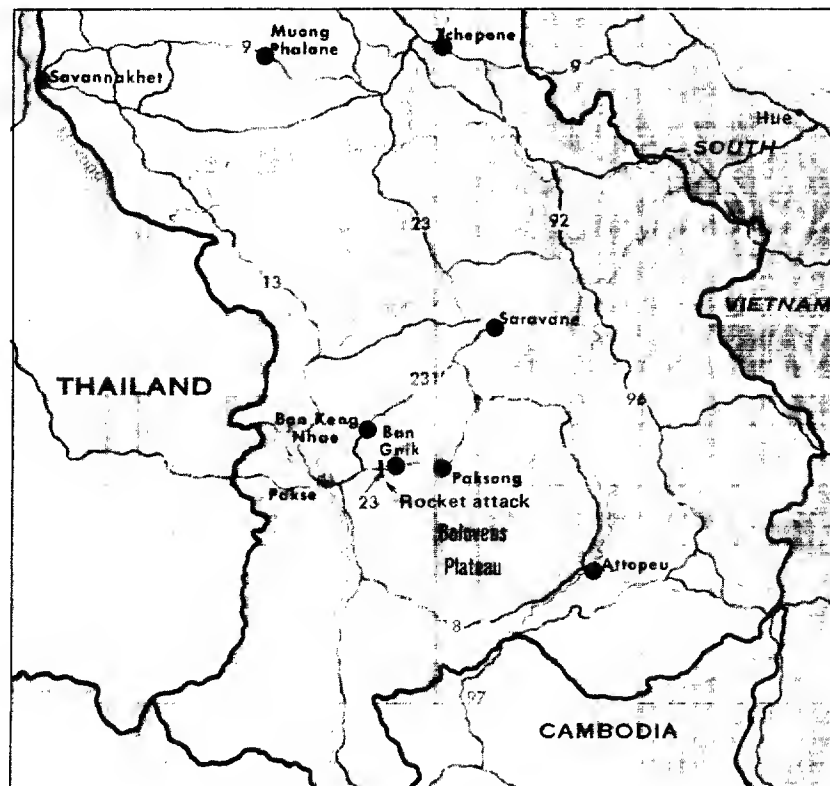 Muong
Phalane
Tchepone
9
9
Savannakhet
Hue
SOUTH
23
92
13
VIETNAM
Saravane
THAILAND
231
96
Ban Keng
Nhae
Ban
Gnik
Paksong
Pakse
23
Rocket attack
Bolovens
Plateau
Attopeu
8
97
CAMBODIA